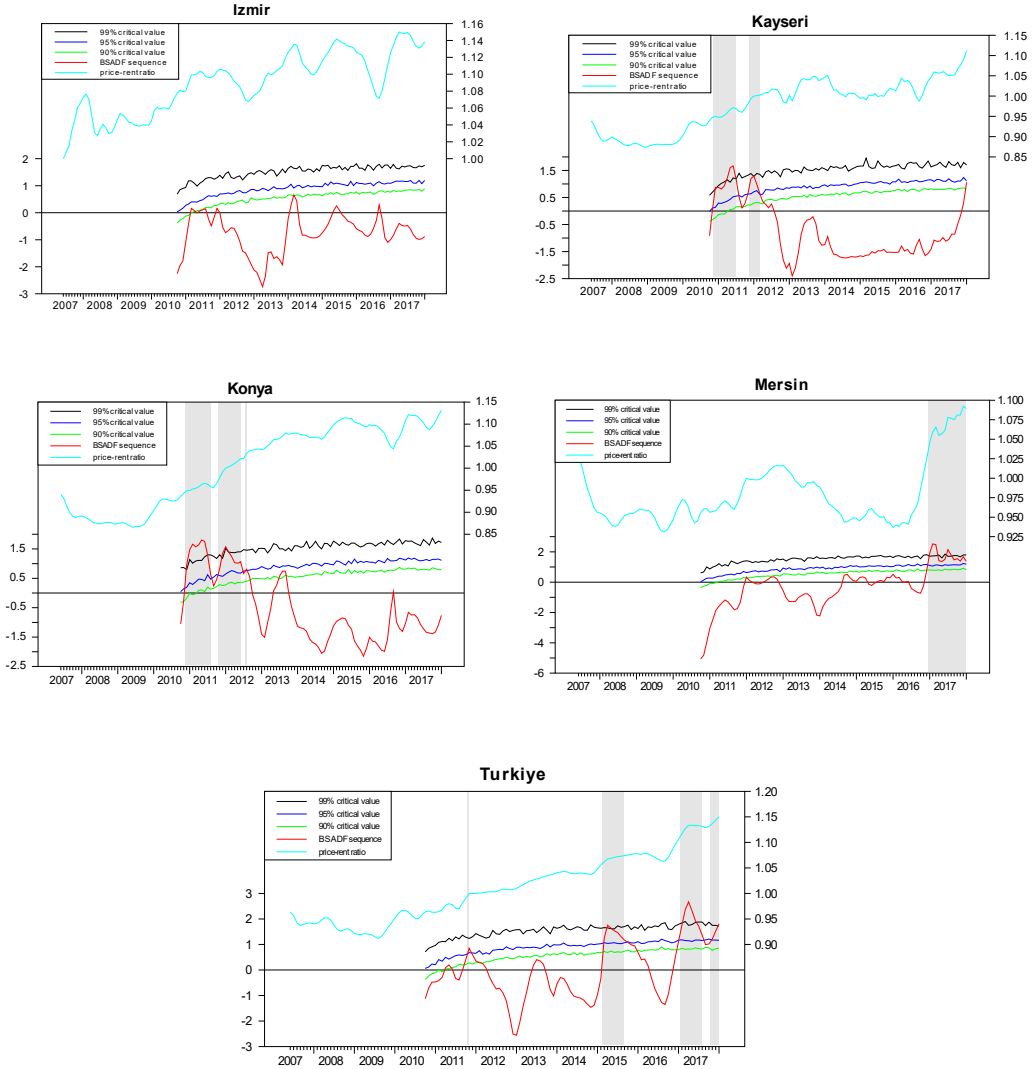 Izmir
99% critical value
95% critical value
90% critical value
BSADF sequence
price-rent ratio
1.16
1.14
1.12
1.10
1.08
1.06
1.04
1.02
1.00
2
1
0
-1
-2
-3
2007 2008 2009 2010 2011 2012 2013 2014 2015 2016 2017
Kayseri
99% critical value
95% critical value
90% critical value
BSADF sequence
price-rent ratio
1.15
1.10
1.05
1.00
0.95
0.90
0.85
1.5
0.5
-0.5
-1.5
-2.5
2007 2008 2009 2010 2011 2012 2013 2014 2015 2016 2017
Konya
99% critical value
95% critical value
90% critical value
BSADF sequence
price-rent ratio
1.15
1.10
1.05
1.00
0.95
0.90
0.85
1.5
0.5
-0.5
-1.5
-2.5
2007 2008 2009 2010 2011 2012 2013 2014 2015 2016 2017
Mersin
99% critical value
95% critical value
90% critical value
BSADF sequence
price-rent ratio
1.100
1.075
1.050
1.025
1.000
0.975
0.950
0.925
2
0
-2
-4
-6
2007 2008 2009 2010 2011 2012 2013 2014 2015 2016 2017
Turkiye
99% critical value
95% critical value
90% critical value
BSADF sequence
price-rent ratio
1.20
1.15
1.10
1.05
1.00
0.95
0.90
3
2
1
0
-1
-2
-3
2007 2008 2009 2010 2011 2012 2013 2014 2015 2016 2017